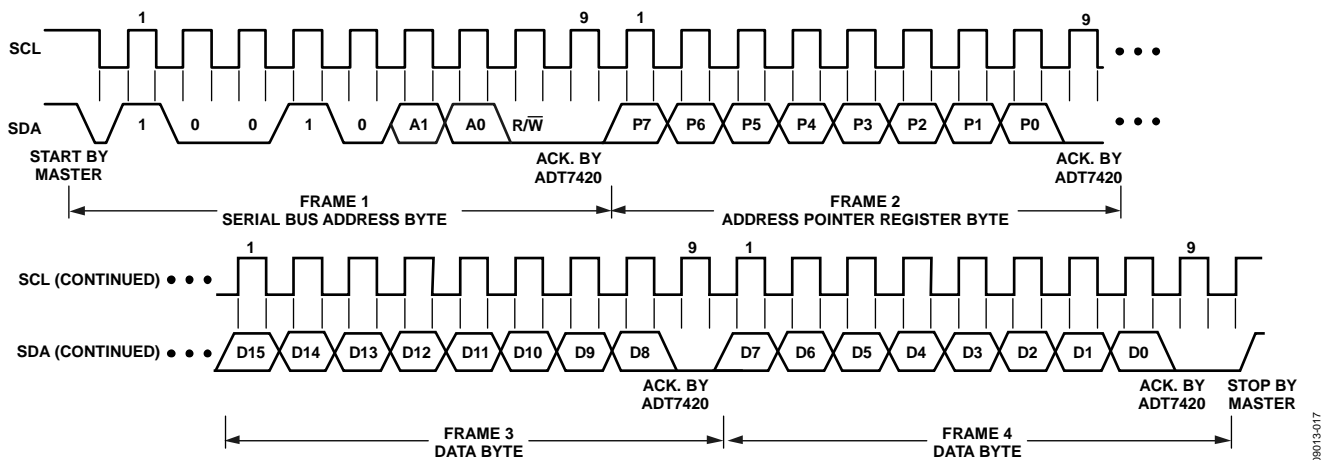 1 9 1 9
SCL
SDA 1 0 0 1 0 A1 A0 R/W̅ P7 P6 P5 P4 P3 P2 P1 P0
START BY MASTER
ACK. BY ADT7420
ACK. BY ADT7420
FRAME 1
SERIAL BUS ADDRESS BYTE
FRAME 2
ADDRESS POINTER REGISTER BYTE
1 9 1 9
SCL (CONTINUED)
SDA (CONTINUED) D15 D14 D13 D12 D11 D10 D9 D8 D7 D6 D5 D4 D3 D2 D1 D0
ACK. BY ADT7420
ACK. BY ADT7420
STOP BY MASTER
FRAME 3
DATA BYTE
FRAME 4
DATA BYTE
09013-017